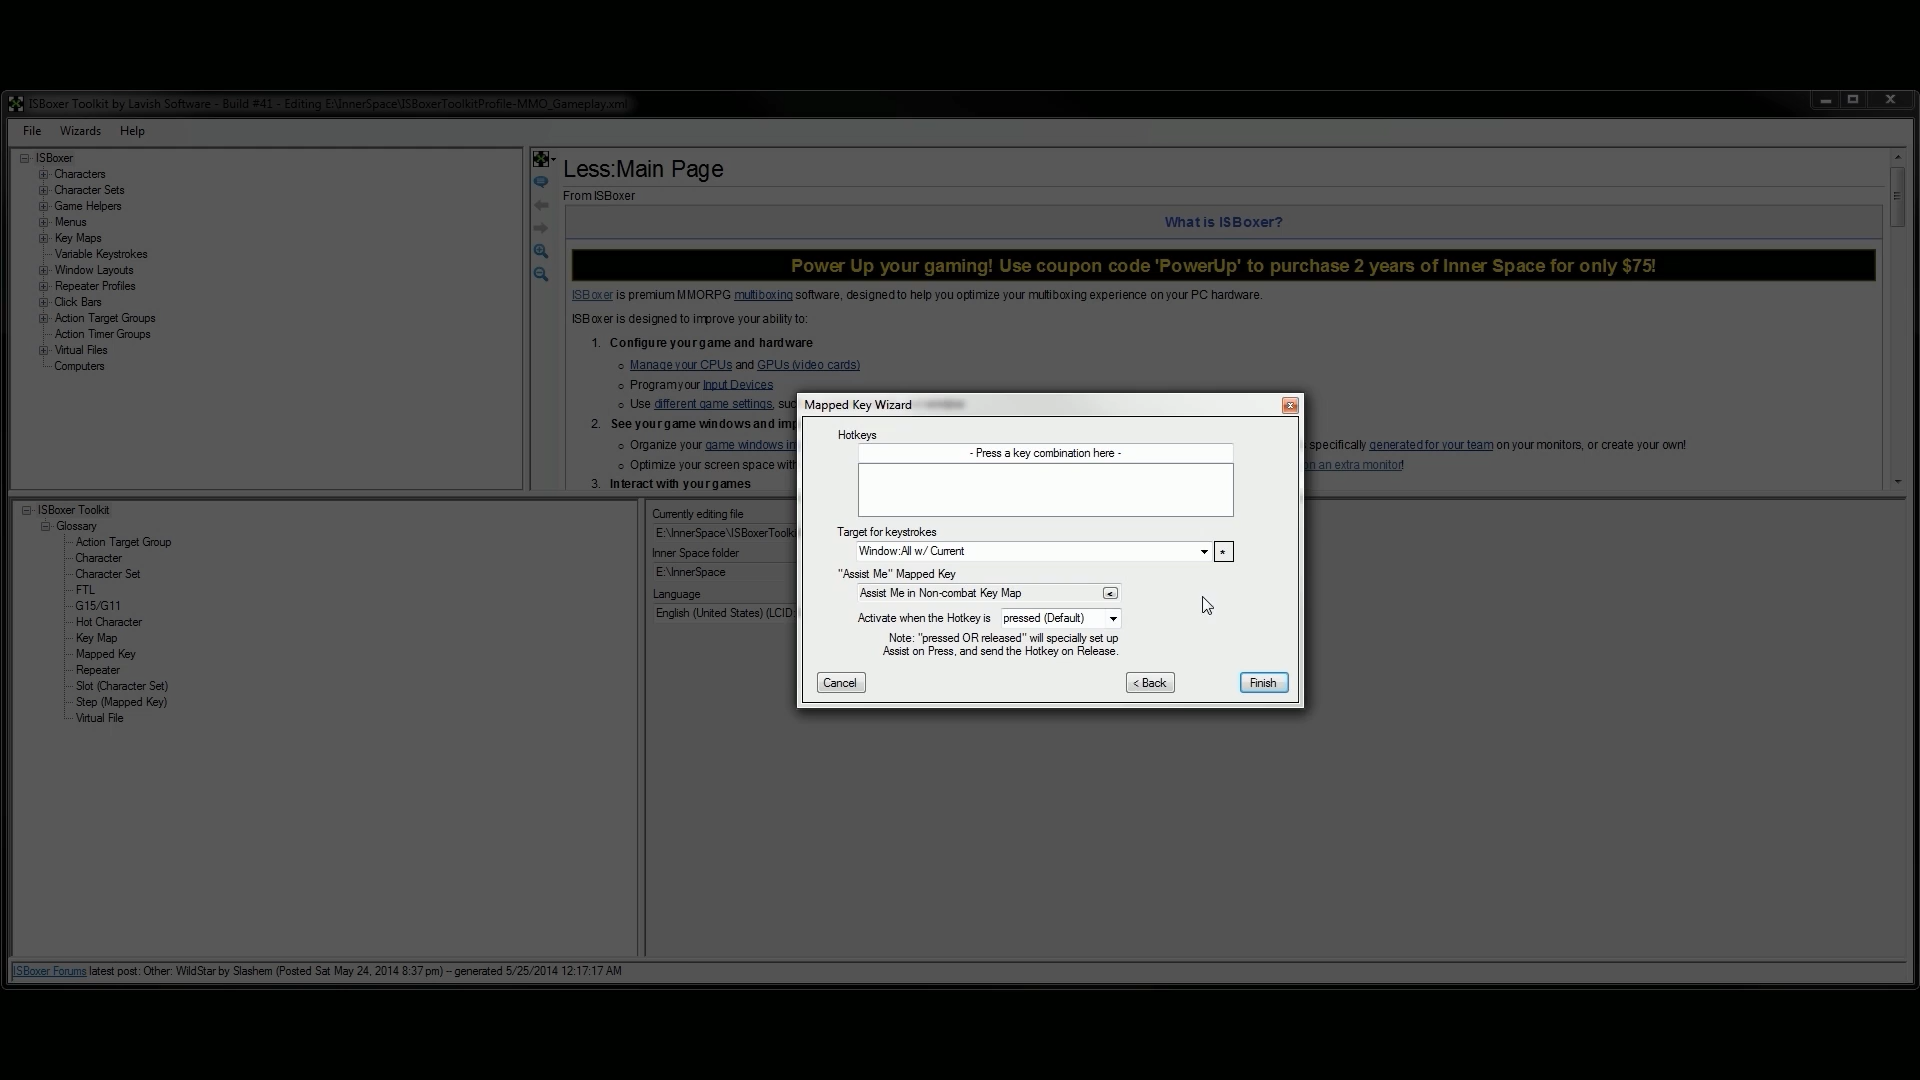 ISBoxer Toolkit by Lavish Software - Build #41 - Editing E:\InnerSpace\ISBoxerToolkitProfile-MMO_Gameplay.xml
File Wizards Help
ISBoxer
Characters
Character Sets
Game Helpers
Menus
Key Maps
Variable Keystrokes
Window Layouts
Repeater Profiles
Click Bars
Action Target Groups
Action Timer Groups
Virtual Files
Computers
Less:Main Page
From ISBoxer
What is ISBoxer?
Power Up your gaming! Use coupon code 'PowerUp' to purchase 2 years of Inner Space for only $75!
ISBoxer is premium MMORPG multiboxing software, designed to help you optimize your multiboxing experience on your PC hardware.
ISBoxer is designed to improve your ability to:
1. Configure your game and hardware
Manage your CPUs and GPUs (video cards)
Program your Input Devices
Use different game settings,
2. See your game windows and
Organize your game windows specifically generated for your team on your monitors, or create your own!
Optimize your screen space with an extra monitor!
3. Interact with your games
Mapped Key Wizard
Hotkeys
- Press a key combination here -
Target for keystrokes
Window:All w/ Current
*
"Assist Me" Mapped Key
Assist Me in Non-combat Key Map
<
Activate when the Hotkey is pressed (Default)
Note: "pressed OR released" will specially set up
Assist on Press, and send the Hotkey on Release.
Cancel < Back Finish
ISBoxer Toolkit
Glossary
Action Target Group
Character
Character Set
FTL
G15/G11
Hot Character
Key Map
Mapped Key
Repeater
Slot (Character Set)
Step (Mapped Key)
Virtual File
Currently editing file
E:\InnerSpace\ISBoxerToolki
Inner Space folder
E:\InnerSpace
Language
English (United States) (LCID:
ISBoxer Forums latest post: Other: WildStar by Slashem (Posted Sat May 24, 2014 8:37 pm) -- generated 5/25/2014 12:17:17 AM